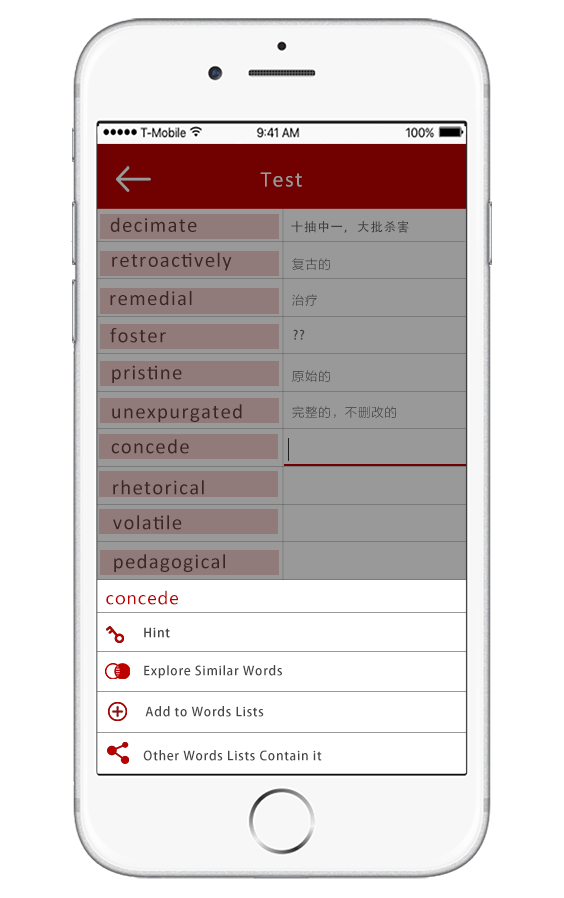 T-Mobile 9:41 AM 100%
Test
decimate 十抽中一，大批杀害
retroactively 复古的
remedial 治疗
foster ??
pristine 原始的
unexpurgated 完整的，不删改的
concede
rhetorical
volatile
pedagogical
concede
Hint
Explore Similar Words
Add to Words Lists
Other Words Lists Contain it